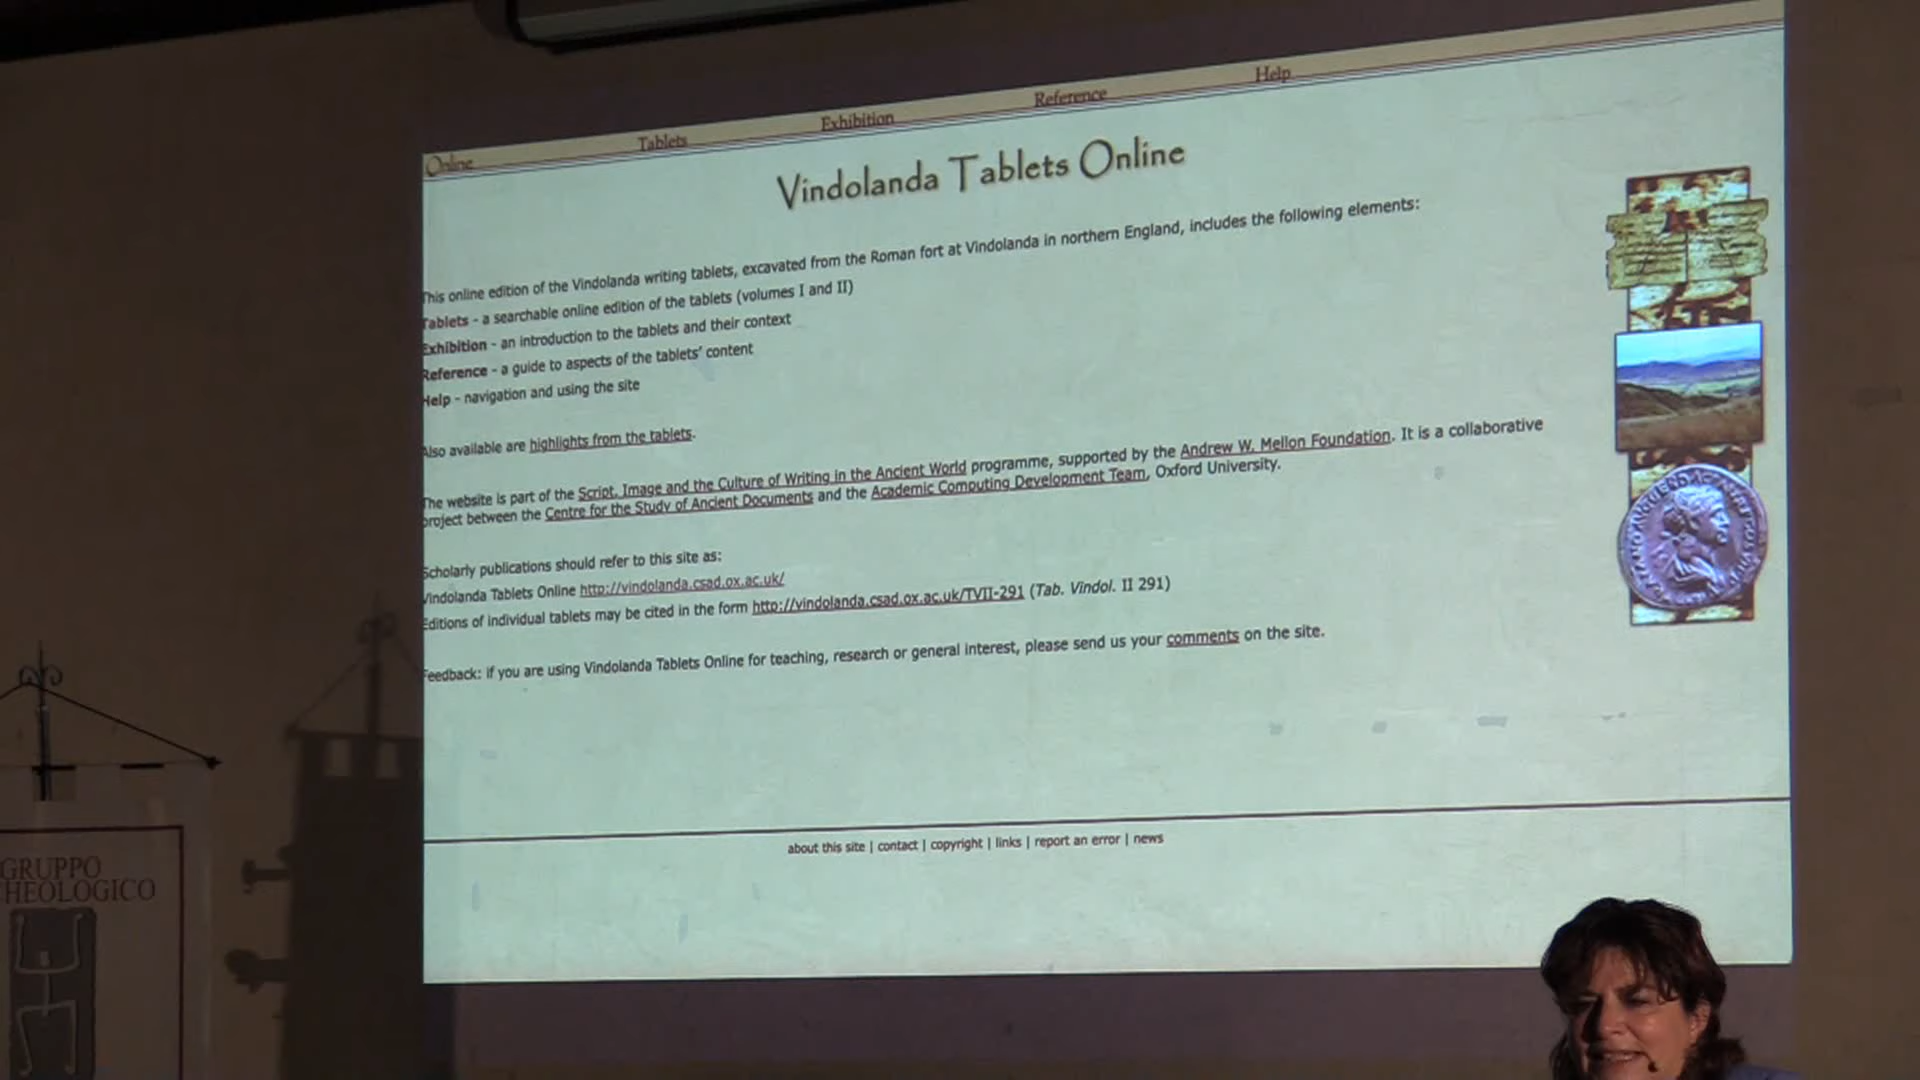 Online Tablets Exhibition Reference Help
Vindolanda Tablets Online
This online edition of the Vindolanda writing tablets, excavated from the Roman fort at Vindolanda in northern England, includes the following elements:
Tablets - a searchable online edition of the tablets (volumes I and II)
Exhibition - an introduction to the tablets and their context
Reference - a guide to aspects of the tablets' content
Help - navigation and using the site
Also available are highlights from the tablets.
The website is part of the Script, Image and the Culture of Writing in the Ancient World programme, supported by the Andrew W. Mellon Foundation. It is a collaborative
project between the Centre for the Study of Ancient Documents and the Academic Computing Development Team, Oxford University.
Scholarly publications should refer to this site as:
Vindolanda Tablets Online http://vindolanda.csad.ox.ac.uk/
Editions of individual tablets may be cited in the form http://vindolanda.csad.ox.ac.uk/TVII-291 (Tab. Vindol. II 291)
Feedback: if you are using Vindolanda Tablets Online for teaching, research or general interest, please send us your comments on the site.
about this site | contact | copyright | links | report an error | news
GRUPPO
HEOLOGICO